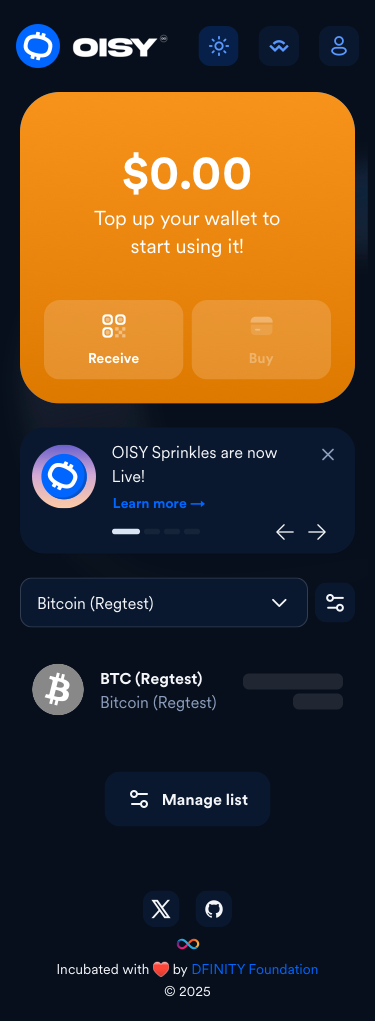 OISY
$0.00
Top up your wallet to
start using it!
Receive
Buy
OISY Sprinkles are now
Live!
Learn more →
Bitcoin (Regtest)
BTC (Regtest)
Bitcoin (Regtest)
Manage list
Incubated with ❤️ by DFINITY Foundation
© 2025